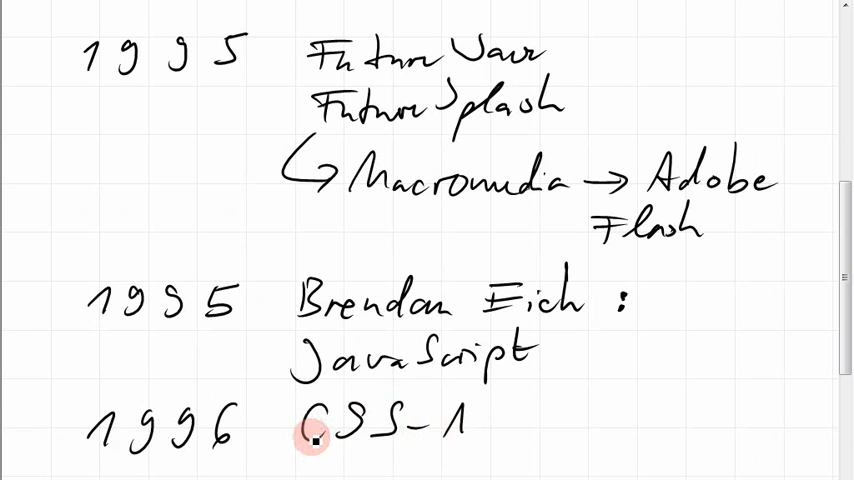 1995 FutureWave
FutureSplash
↳ Macromedia → Adobe
Flash
1995 Brendan Eich :
JavaScript
1996 CSS-1